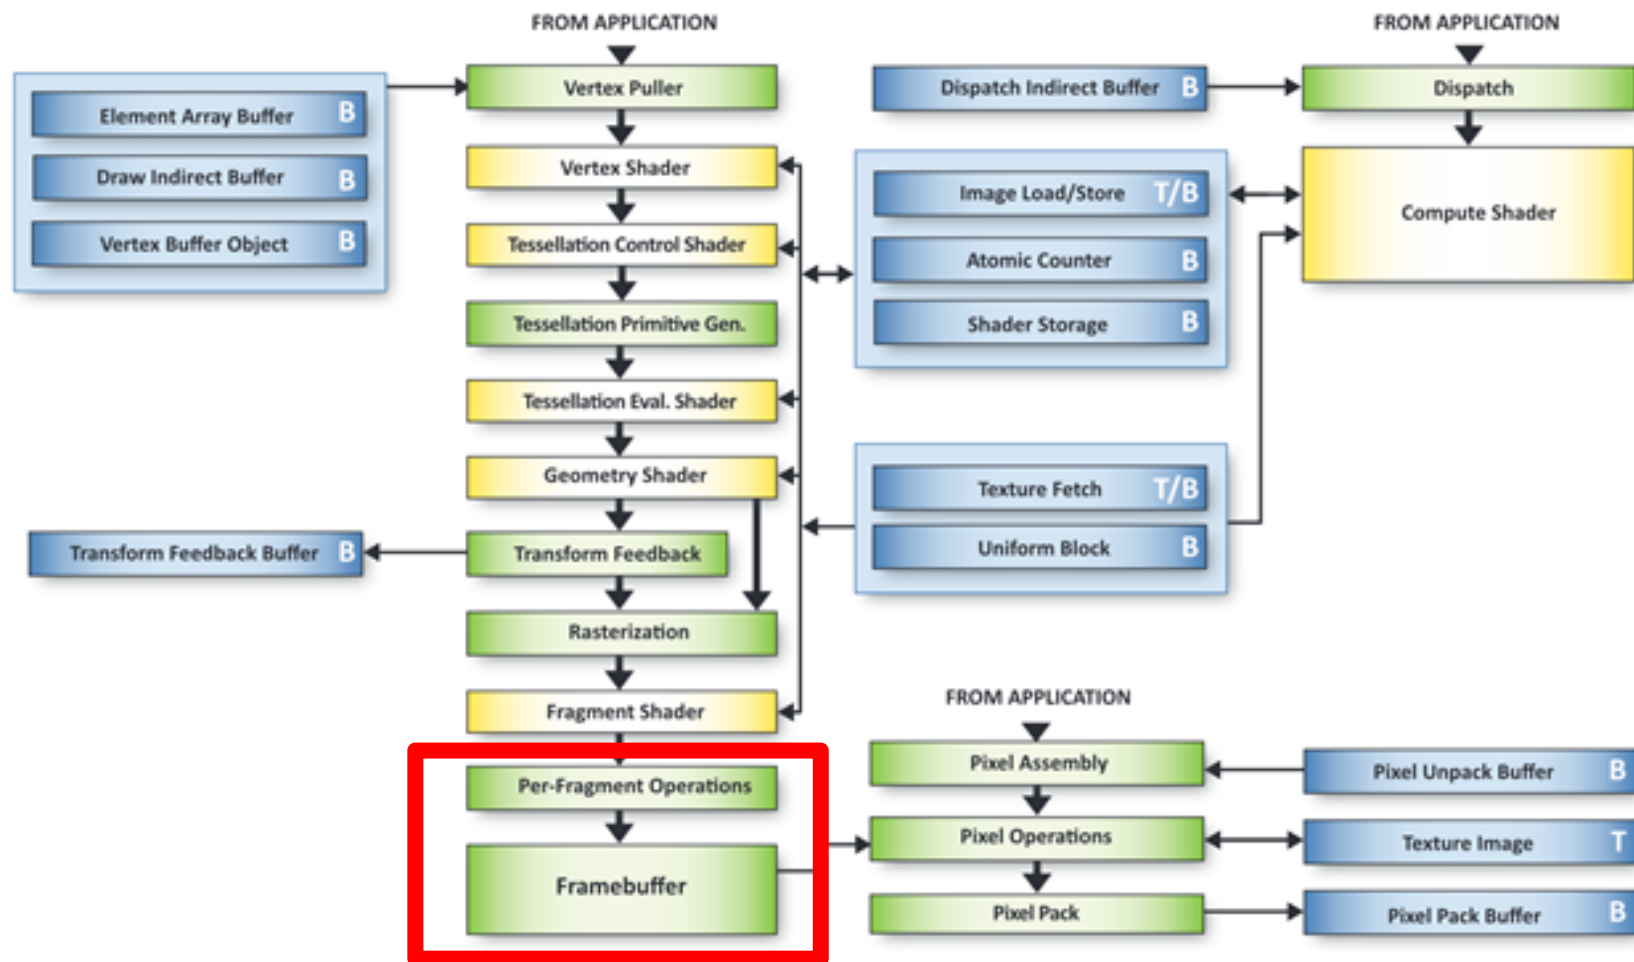 FROM APPLICATION
Vertex Puller
Element Array Buffer B
Draw Indirect Buffer B
Vertex Buffer Object B
Vertex Shader
Tessellation Control Shader
Tessellation Primitive Gen.
Tessellation Eval. Shader
Geometry Shader
Transform Feedback
Transform Feedback Buffer B
Rasterization
Fragment Shader
Per-Fragment Operations
Framebuffer
FROM APPLICATION
Dispatch Indirect Buffer B
Dispatch
Image Load/Store T/B
Atomic Counter B
Shader Storage B
Compute Shader
Texture Fetch T/B
Uniform Block B
FROM APPLICATION
Pixel Assembly
Pixel Unpack Buffer B
Pixel Operations
Texture Image T
Pixel Pack
Pixel Pack Buffer B